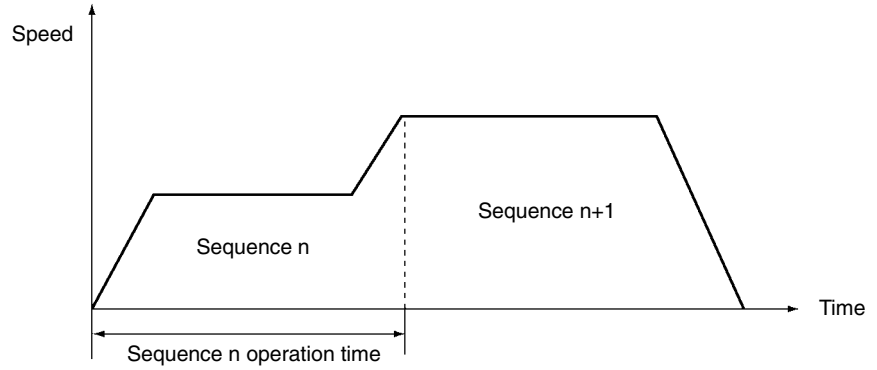 Speed
Sequence n+1
Sequence n
Time
Sequence n operation time